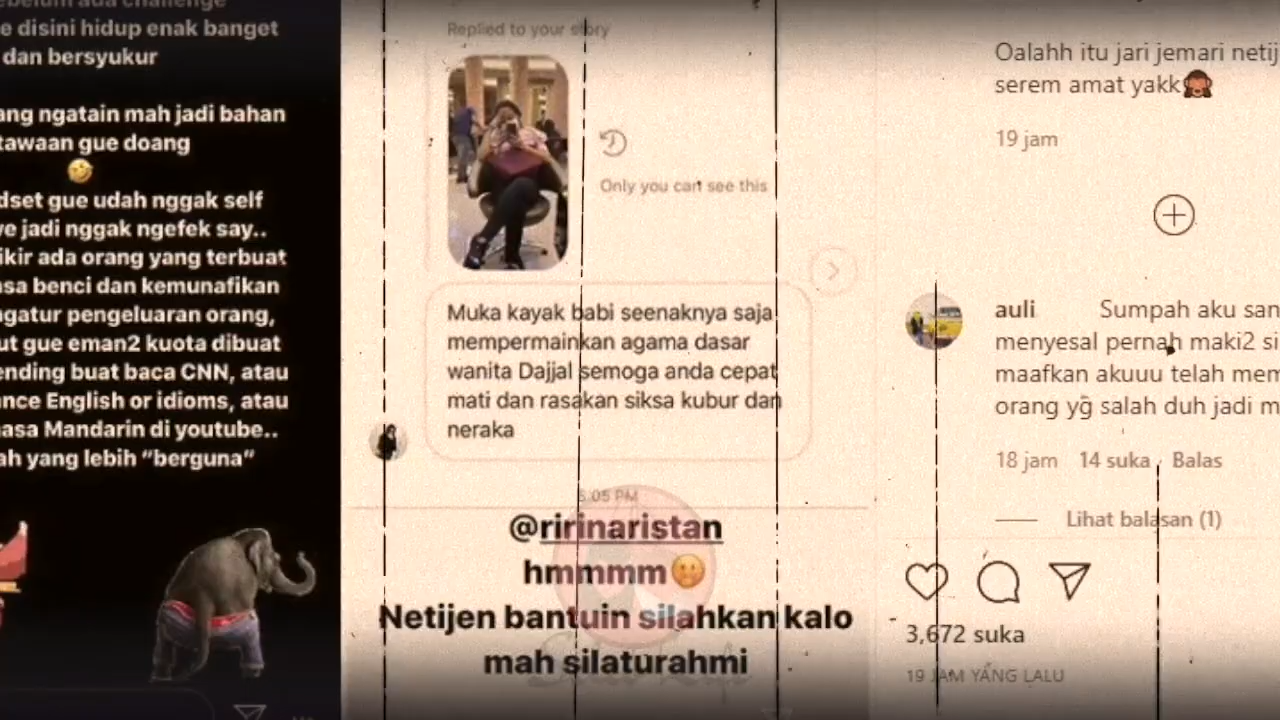 ebelum ada challenge
e disini hidup enak banget
dan bersyukur
ang ngatain mah jadi bahan
tawaan gue doang
🤣
dset gue udah nggak self
ve jadi nggak ngefek say..
ikir ada orang yang terbuat
asa benci dan kemunafikan
ngatur pengeluaran orang,
ut gue eman2 kuota dibuat
ending buat baca CNN, atau
ance English or idioms, atau
hasa Mandarin di youtube..
ah yang lebih “berguna”
Replied to your story
Only you can see this
Muka kayak babi seenaknya saja
mempermainkan agama dasar
wanita Dajjal semoga anda cepat
mati dan rasakan siksa kubur dan
neraka
6.05 PM
@ririnaristan
hmmmm🤭
Netijen bantuin silahkan kalo
mah silaturahmi
Oalahh itu jari jemari netij
serem amat yakk🙊
19 jam
auli Sumpah aku san
menyesal pernah maki2 si
maafkan akuuu telah mem
orang yg salah duh jadi m
18 jam 14 suka Balas
Lihat balasan (1)
3,672 suka
19 JAM YANG LALU